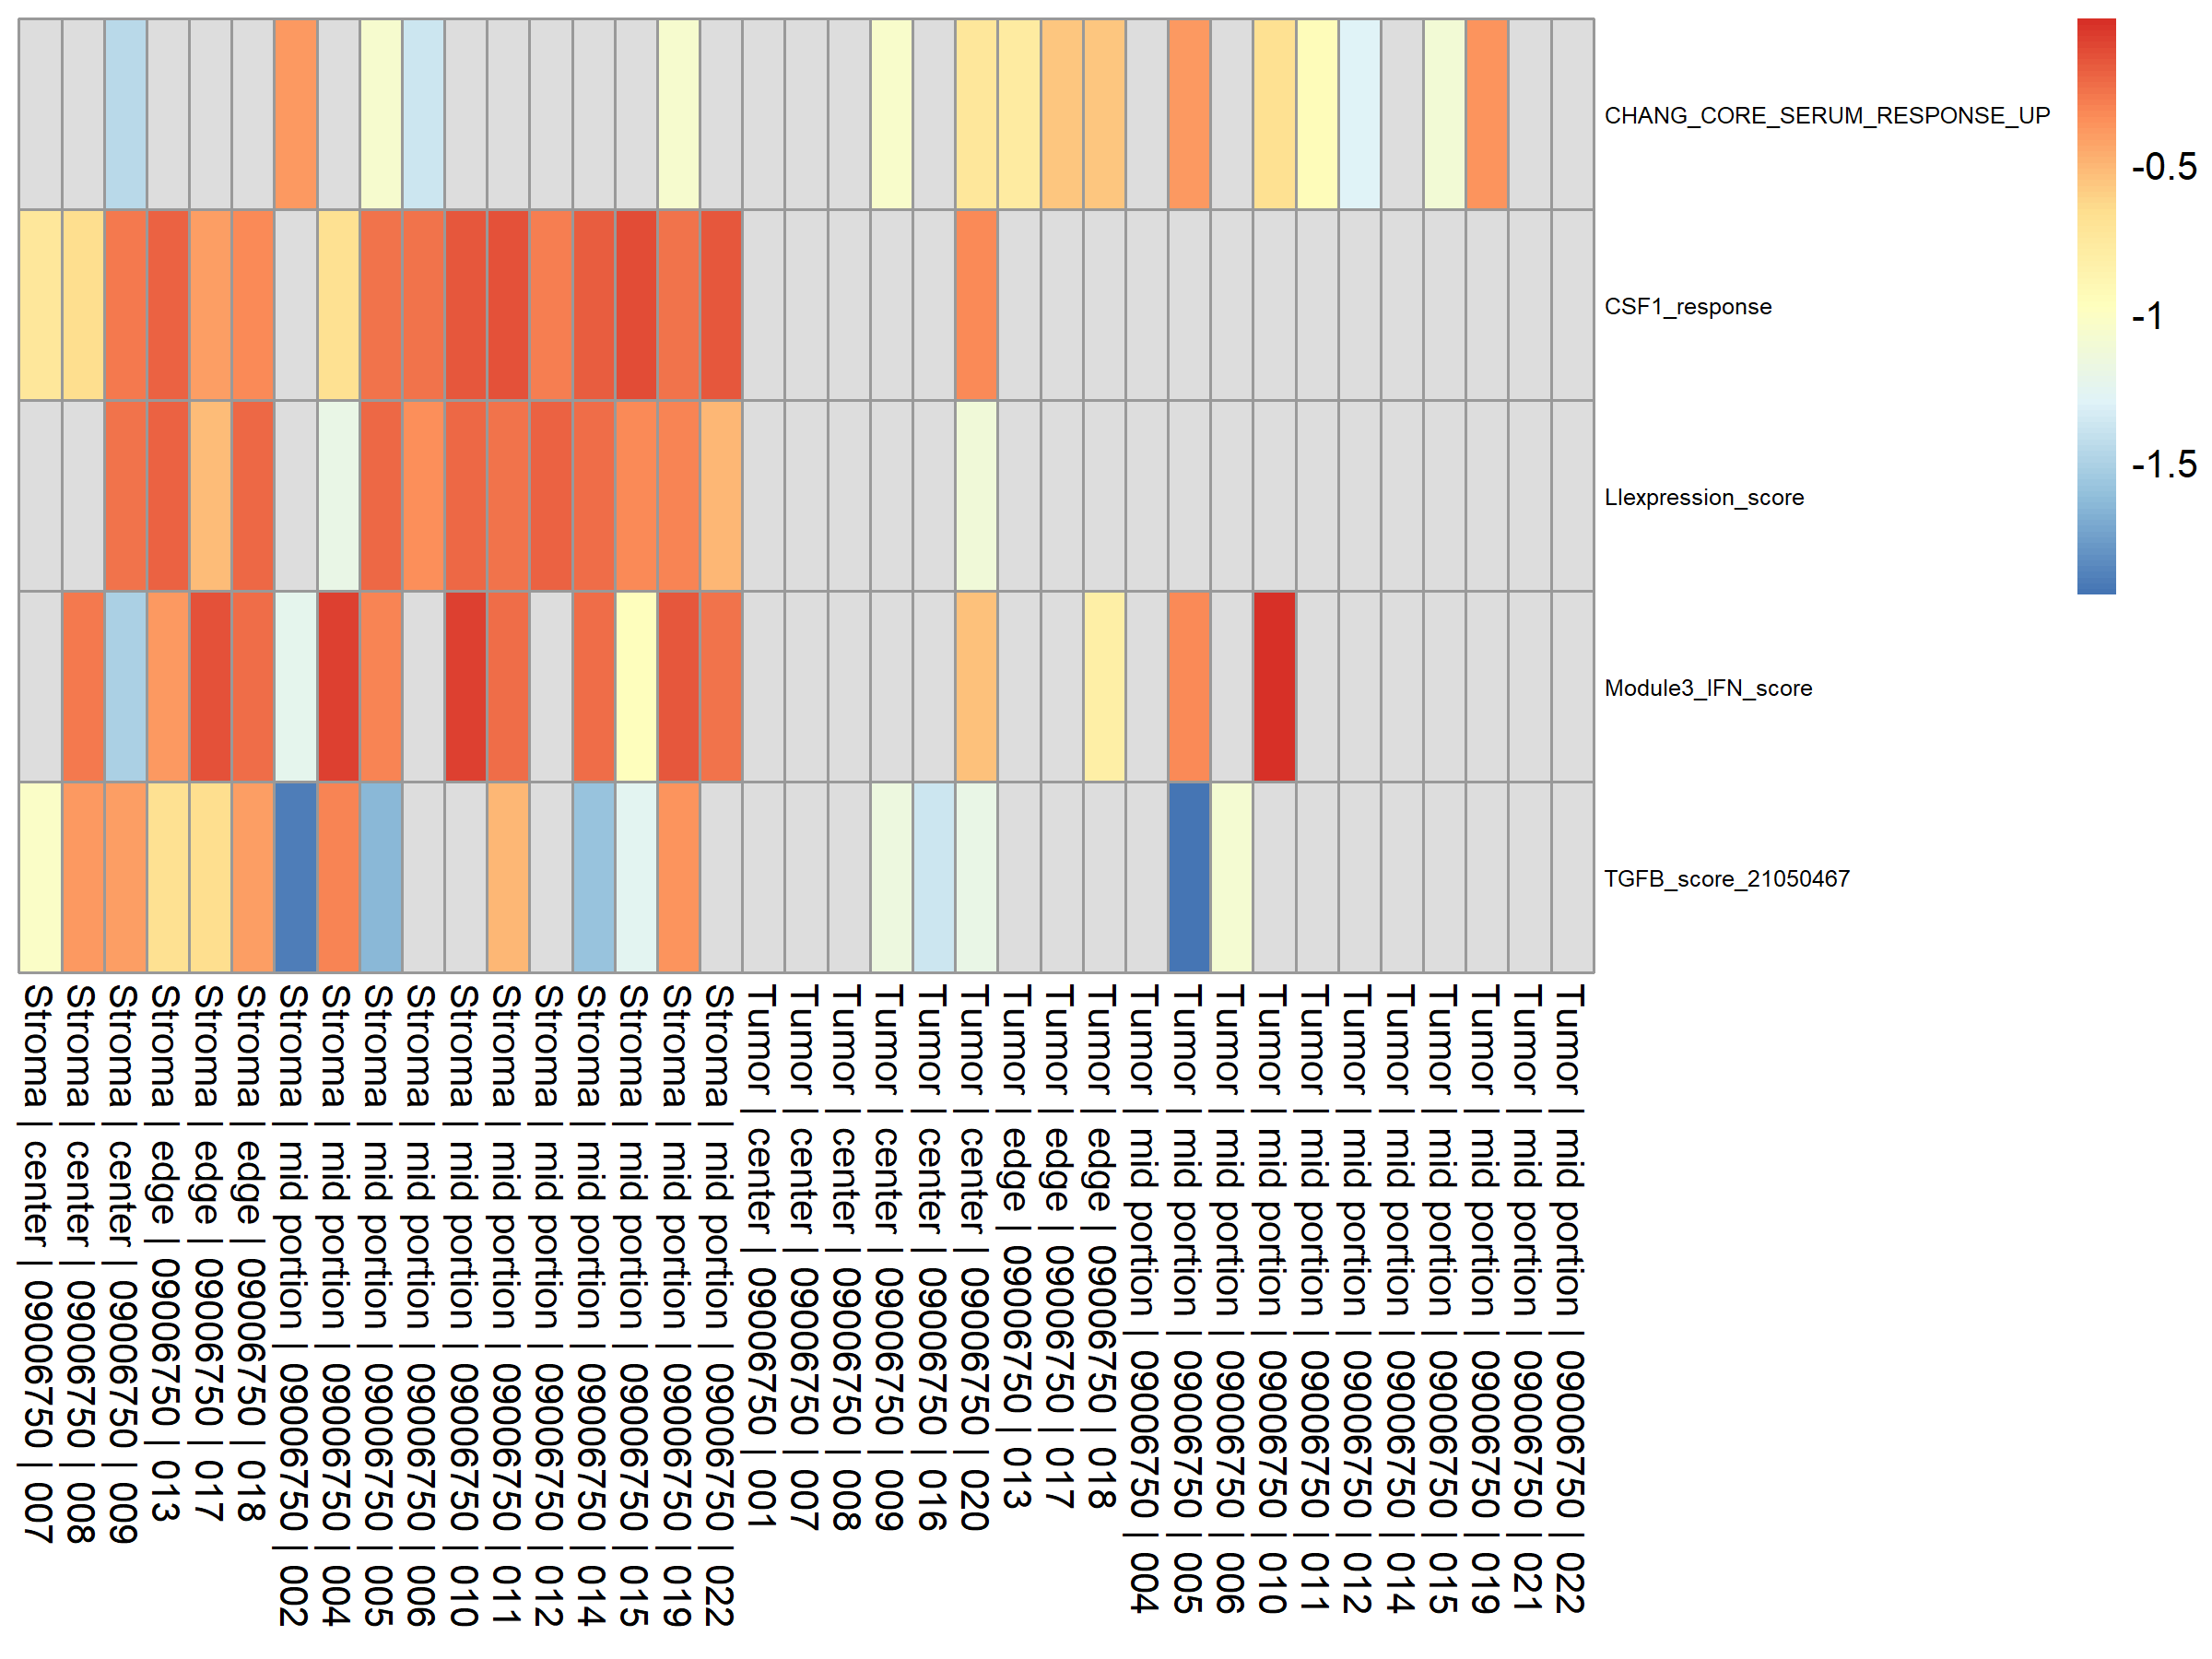 CHANG_CORE_SERUM_RESPONSE_UP
CSF1_response
LIexpression_score
Module3_IFN_score
TGFB_score_21050467
-0.5
-1
-1.5
Stroma | center | 09006750 | 007
Stroma | center | 09006750 | 008
Stroma | center | 09006750 | 009
Stroma | edge | 09006750 | 013
Stroma | edge | 09006750 | 017
Stroma | edge | 09006750 | 018
Stroma | mid portion | 09006750 | 002
Stroma | mid portion | 09006750 | 004
Stroma | mid portion | 09006750 | 005
Stroma | mid portion | 09006750 | 006
Stroma | mid portion | 09006750 | 010
Stroma | mid portion | 09006750 | 011
Stroma | mid portion | 09006750 | 012
Stroma | mid portion | 09006750 | 014
Stroma | mid portion | 09006750 | 015
Stroma | mid portion | 09006750 | 019
Stroma | mid portion | 09006750 | 022
Tumor | center | 09006750 | 001
Tumor | center | 09006750 | 007
Tumor | center | 09006750 | 008
Tumor | center | 09006750 | 009
Tumor | center | 09006750 | 016
Tumor | center | 09006750 | 020
Tumor | edge | 09006750 | 013
Tumor | edge | 09006750 | 017
Tumor | edge | 09006750 | 018
Tumor | mid portion | 09006750 | 004
Tumor | mid portion | 09006750 | 005
Tumor | mid portion | 09006750 | 006
Tumor | mid portion | 09006750 | 010
Tumor | mid portion | 09006750 | 011
Tumor | mid portion | 09006750 | 012
Tumor | mid portion | 09006750 | 014
Tumor | mid portion | 09006750 | 015
Tumor | mid portion | 09006750 | 019
Tumor | mid portion | 09006750 | 021
Tumor | mid portion | 09006750 | 022